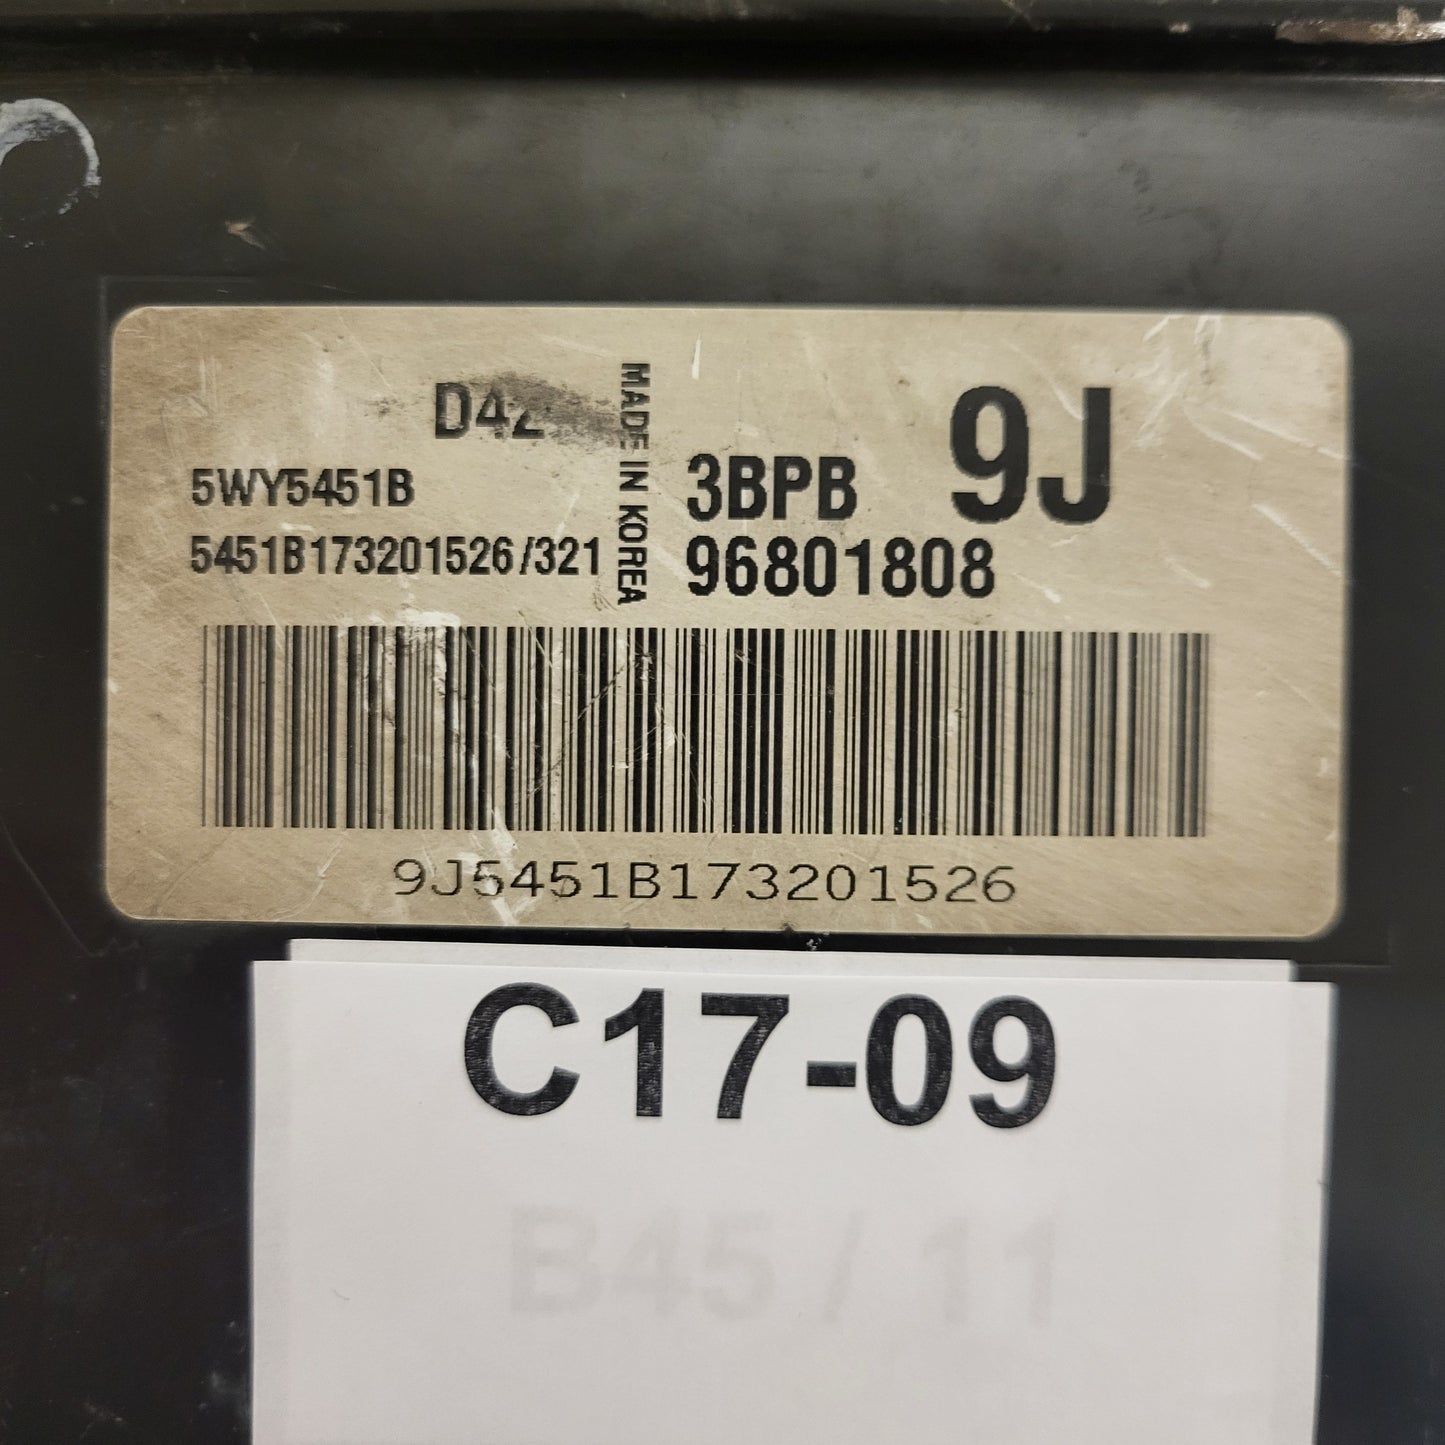 D42
5WY5451B
5451B173201526/321
MADE IN KOREA
3BPB 9J
96801808
9J5451B173201526
C17-09
B45 / 11